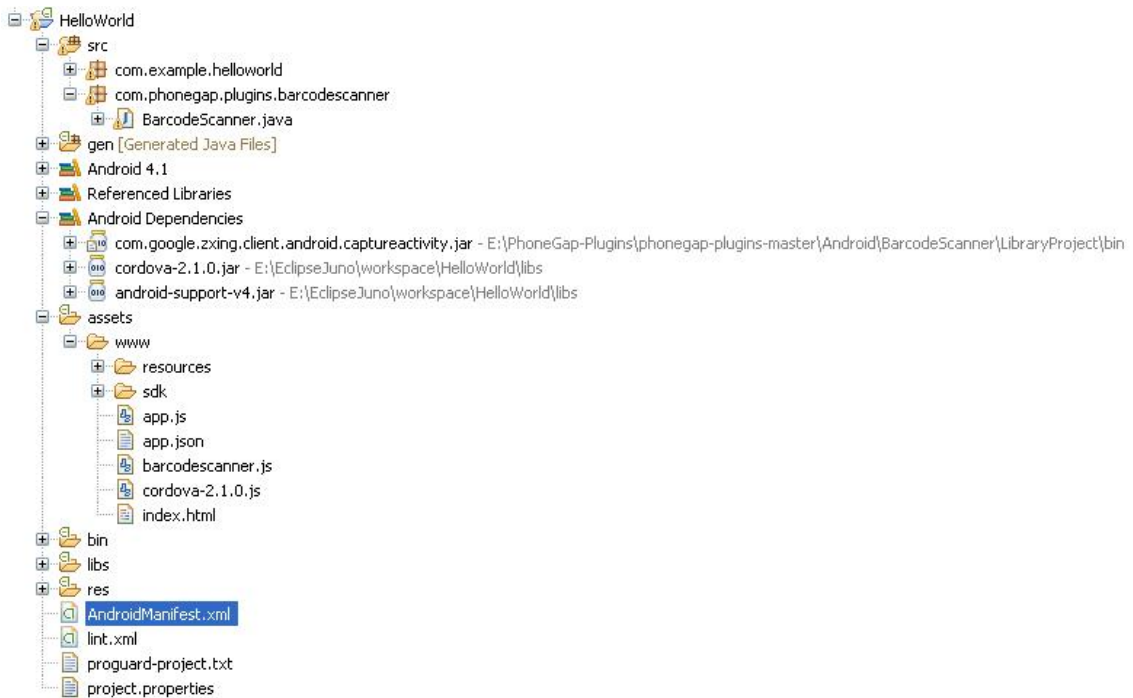 HelloWorld
src
com.example.helloworld
com.phonegap.plugins.barcodescanner
BarcodeScanner.java
gen [Generated Java Files]
Android 4.1
Referenced Libraries
Android Dependencies
com.google.zxing.client.android.captureactivity.jar - E:\PhoneGap-Plugins\phonegap-plugins-master\Android\BarcodeScanner\LibraryProject\bin
cordova-2.1.0.jar - E:\EclipseJuno\workspace\HelloWorld\libs
android-support-v4.jar - E:\EclipseJuno\workspace\HelloWorld\libs
assets
www
resources
sdk
app.js
app.json
barcodescanner.js
cordova-2.1.0.js
index.html
bin
libs
res
AndroidManifest.xml
lint.xml
proguard-project.txt
project.properties